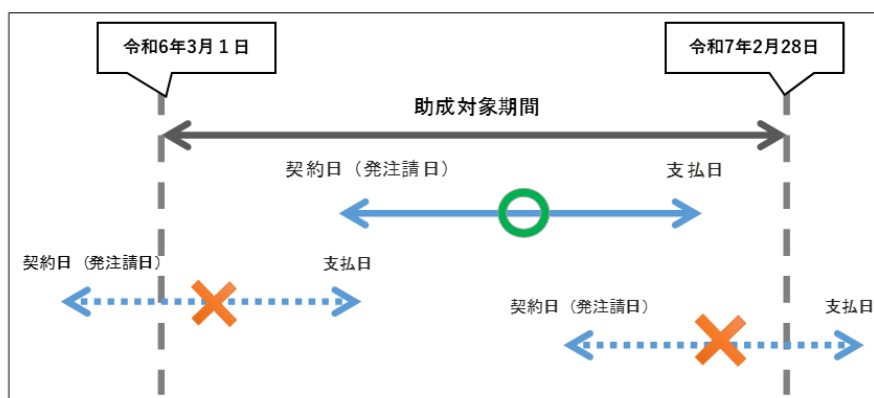 令和6年3月１日
令和7年2月28日
助成対象期間
契約日（発注請日）
支払日
契約日（発注請日）
支払日
契約日（発注請日）
支払日